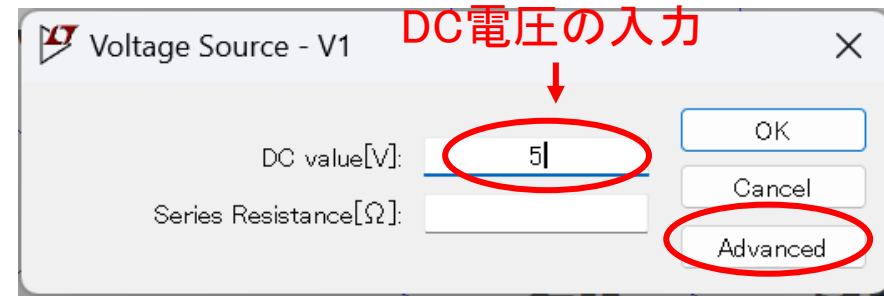 Voltage Source - V1
DC電圧の入力
DC value[V]:
5
OK
Series Resistance[Ω]:
Cancel
Advanced